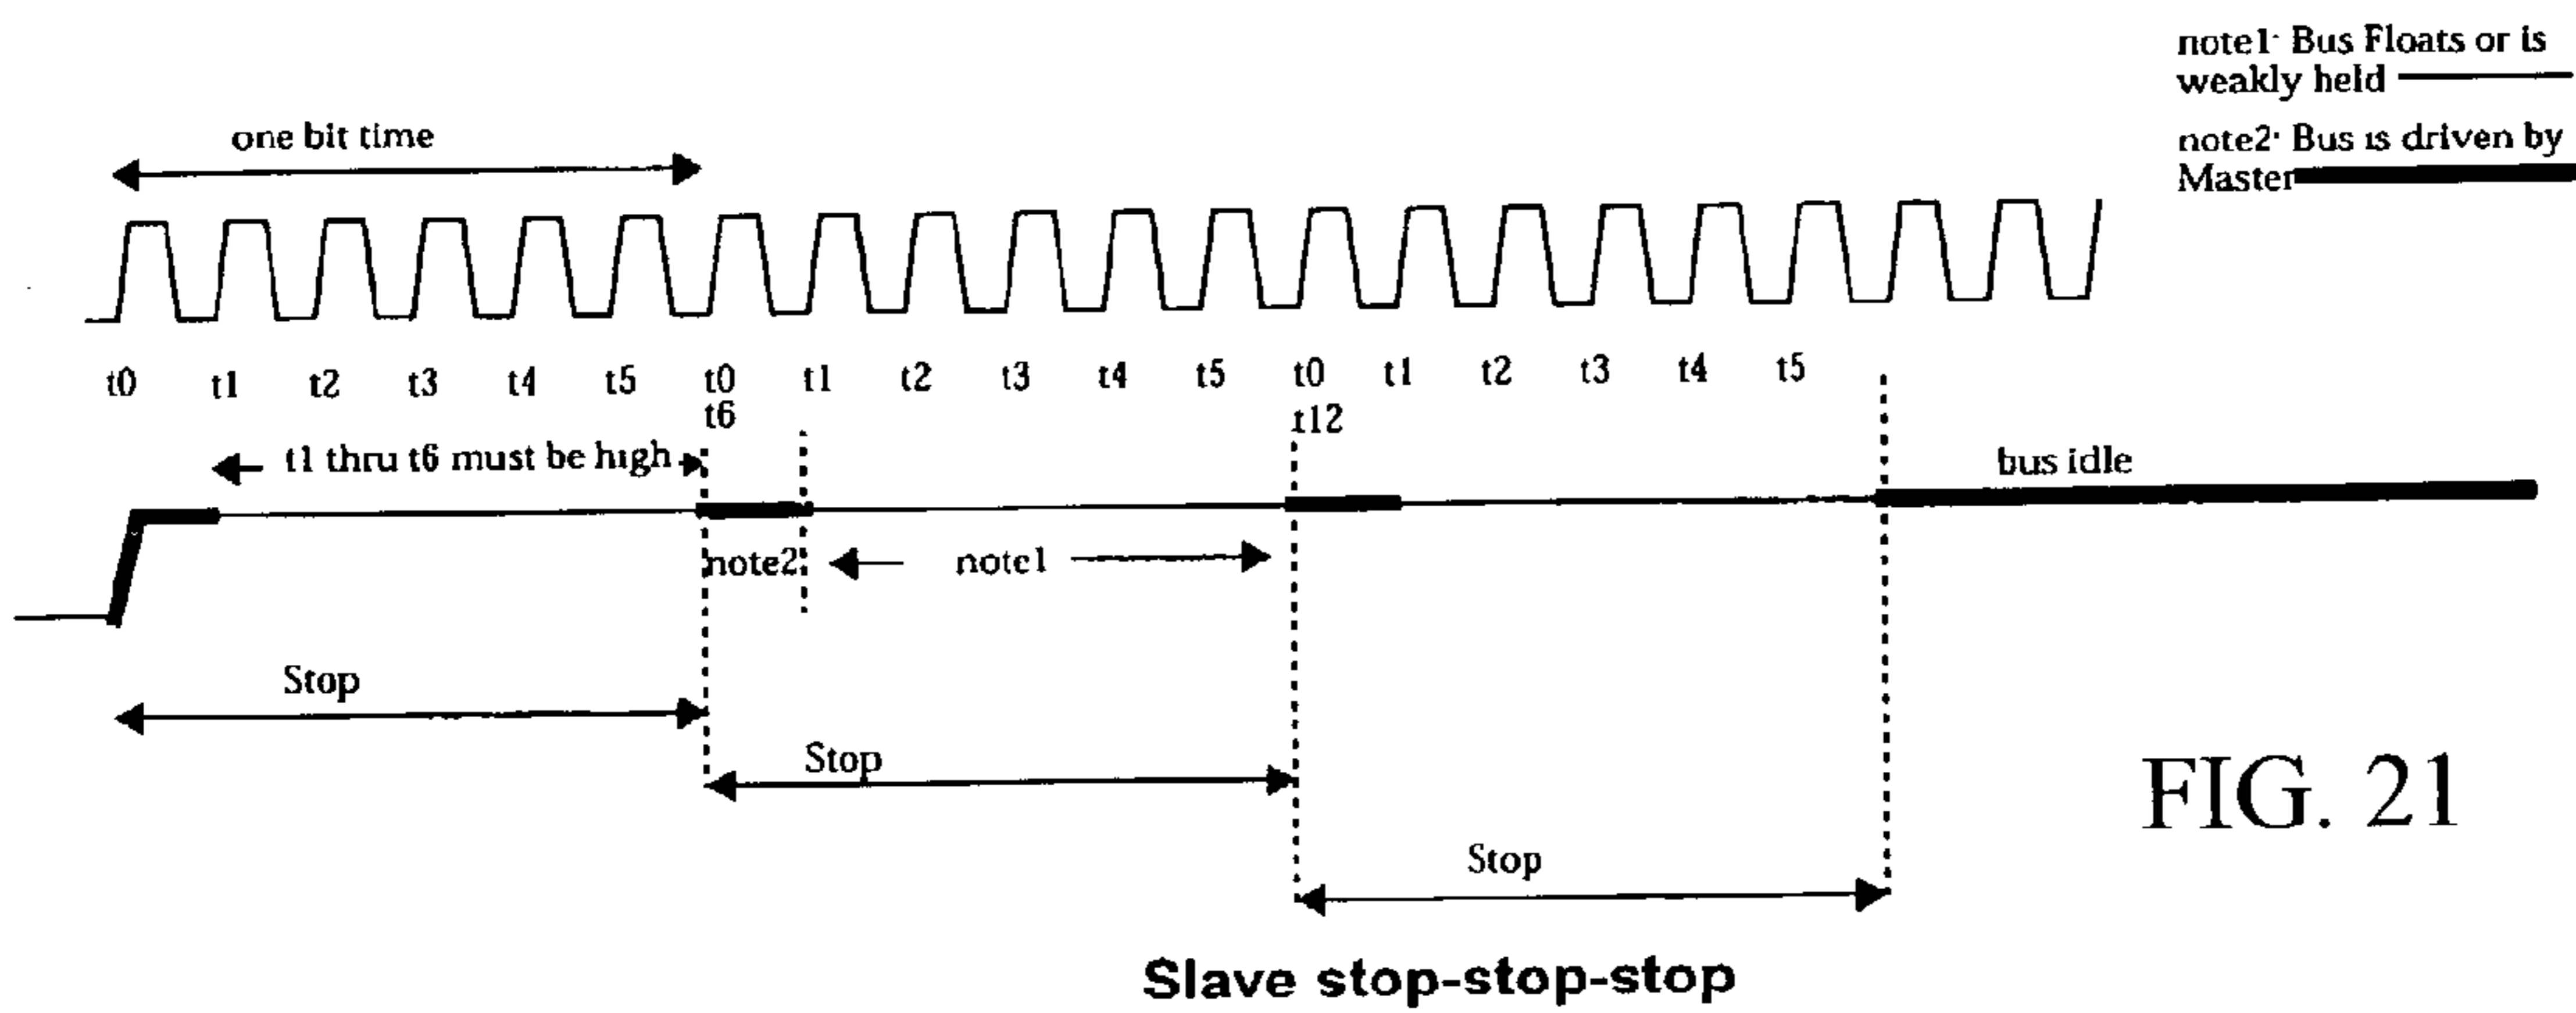 note1: Bus Floats or is
weakly held
note2: Bus is driven by
Master
one bit time
t0 t1 t2 t3 t4 t5 t0 t1 t2 t3 t4 t5 t0 t1 t2 t3 t4 t5
t6 t12
t1 thru t6 must be high
bus idle
note2 note1
Stop
Stop
Stop
FIG. 21
Slave stop-stop-stop